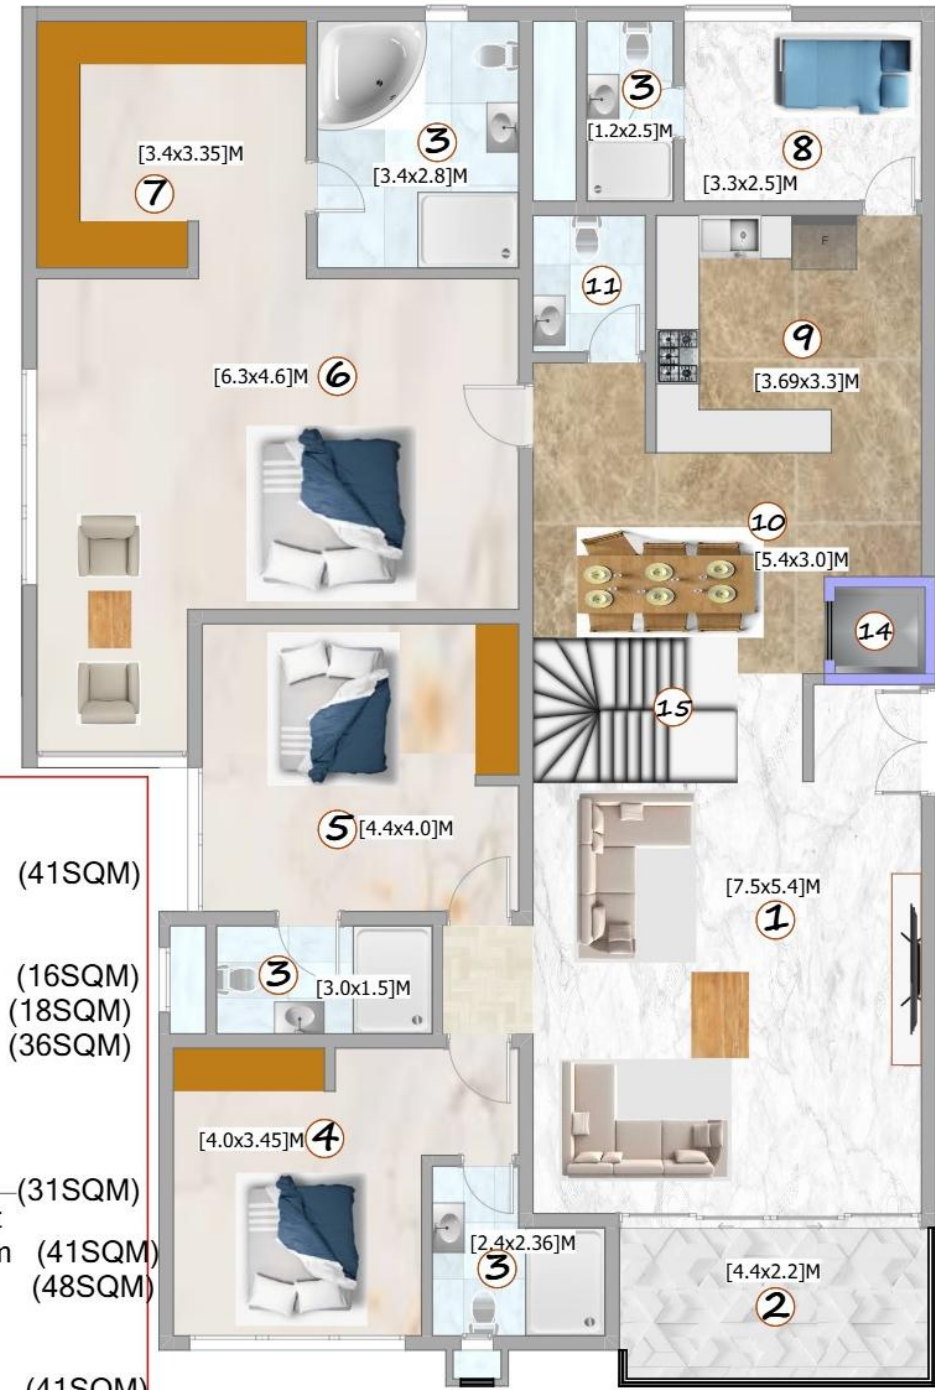 3
[1.2x2.5]M
3
[3.4x2.8]M
[3.4x3.35]M
7
8
[3.3x2.5]M
F
11
9
[3.69x3.3]M
[6.3x4.6]M 6
10
[5.4x3.0]M
14
15
5 [4.4x4.0]M
(41SQM)
[7.5x5.4]M
1
(16SQM)
(18SQM)
(36SQM)
3
[3.0x1.5]M
[4.0x3.45]M 4
(31SQM)
(41SQM)
(48SQM)
[2.4x2.36]M
3
[4.4x2.2]M
2
(41SQM)